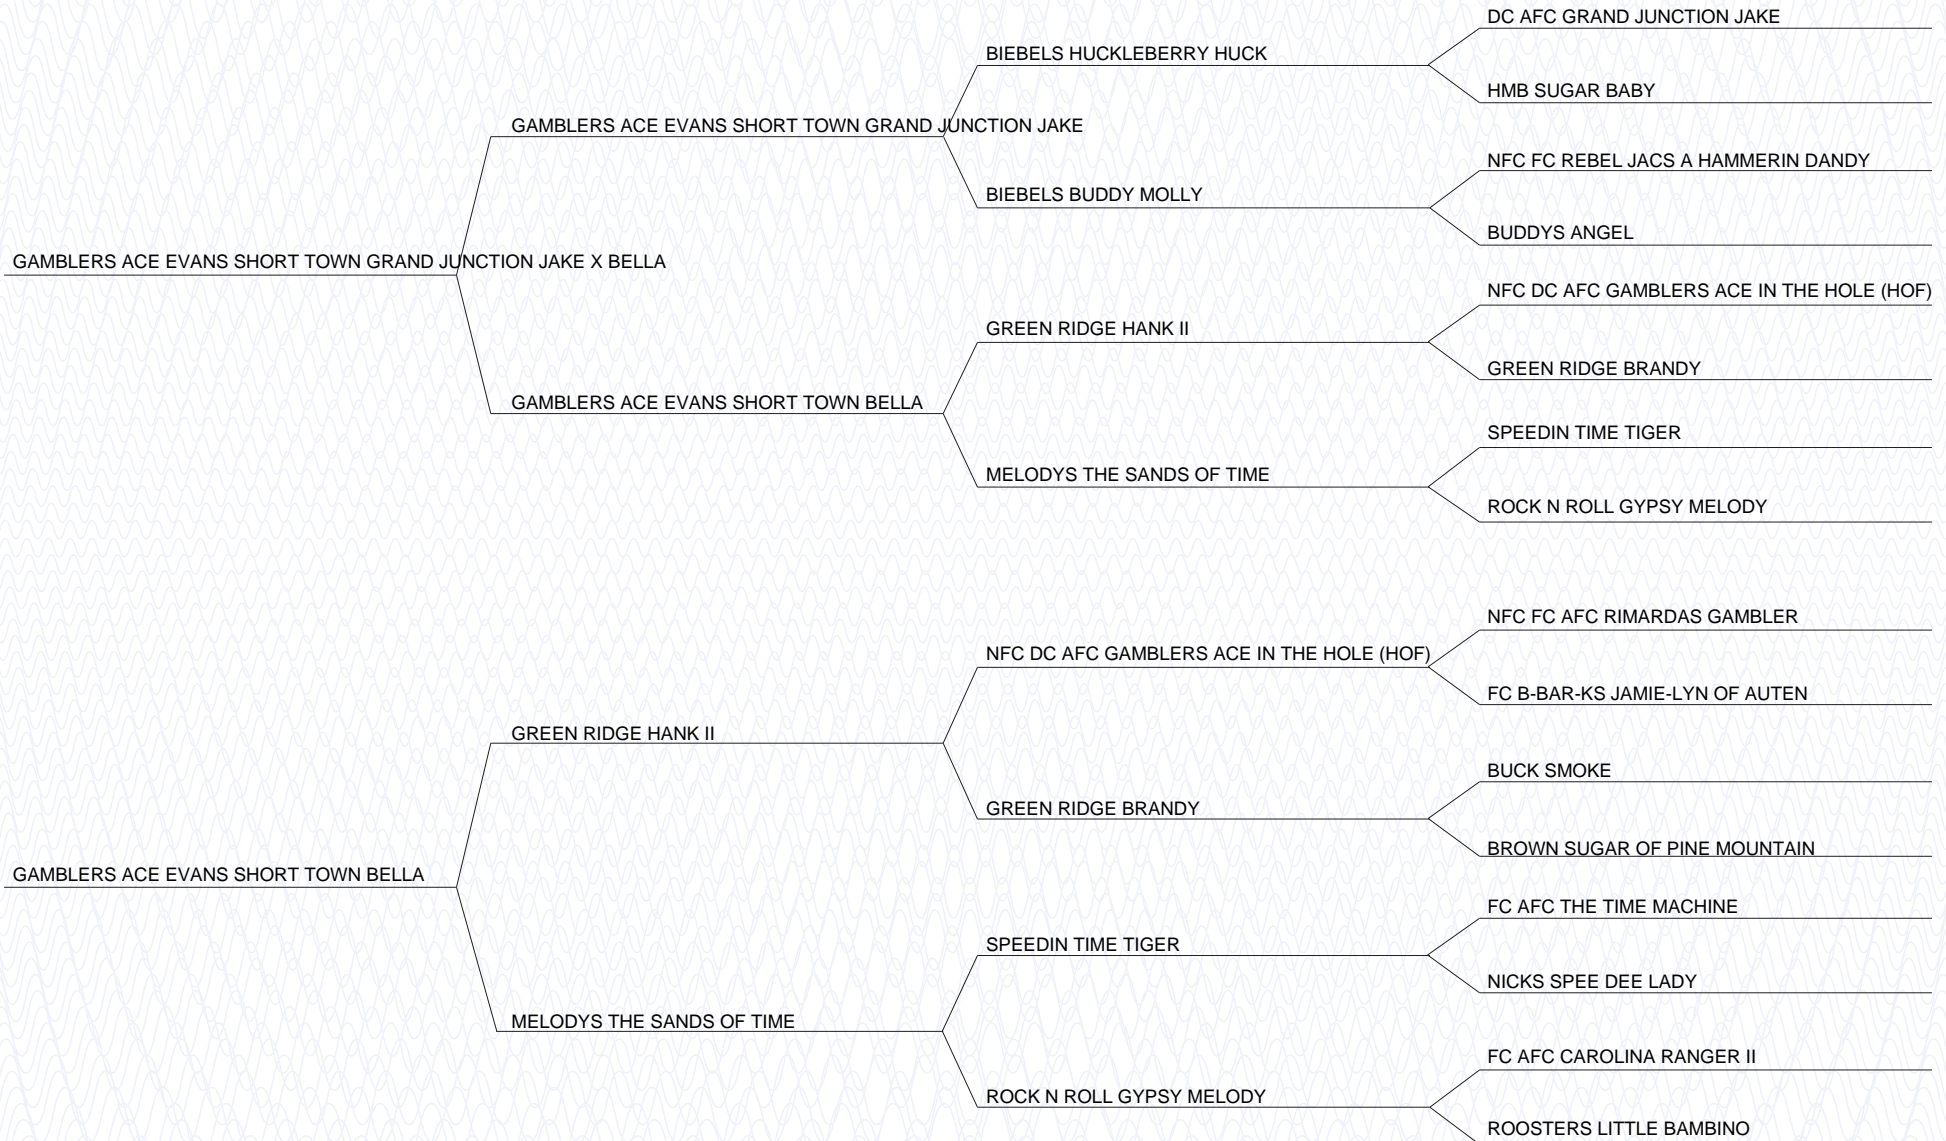 DC AFC GRAND JUNCTION JAKE
BIEBELS HUCKLEBERRY HUCK
HMB SUGAR BABY
GAMBLERS ACE EVANS SHORT TOWN GRAND JUNCTION JAKE
NFC FC REBEL JACS A HAMMERIN DANDY
BIEBELS BUDDY MOLLY
BUDDYS ANGEL
GAMBLERS ACE EVANS SHORT TOWN GRAND JUNCTION JAKE X BELLA
NFC DC AFC GAMBLERS ACE IN THE HOLE (HOF)
GREEN RIDGE HANK II
GREEN RIDGE BRANDY
GAMBLERS ACE EVANS SHORT TOWN BELLA
SPEEDIN TIME TIGER
MELODYS THE SANDS OF TIME
ROCK N ROLL GYPSY MELODY
NFC FC AFC RIMARDAS GAMBLER
NFC DC AFC GAMBLERS ACE IN THE HOLE (HOF)
FC B-BAR-KS JAMIE-LYN OF AUTEN
GREEN RIDGE HANK II
BUCK SMOKE
GREEN RIDGE BRANDY
BROWN SUGAR OF PINE MOUNTAIN
GAMBLERS ACE EVANS SHORT TOWN BELLA
FC AFC THE TIME MACHINE
SPEEDIN TIME TIGER
NICKS SPEE DEE LADY
MELODYS THE SANDS OF TIME
FC AFC CAROLINA RANGER II
ROCK N ROLL GYPSY MELODY
ROOSTERS LITTLE BAMBINO